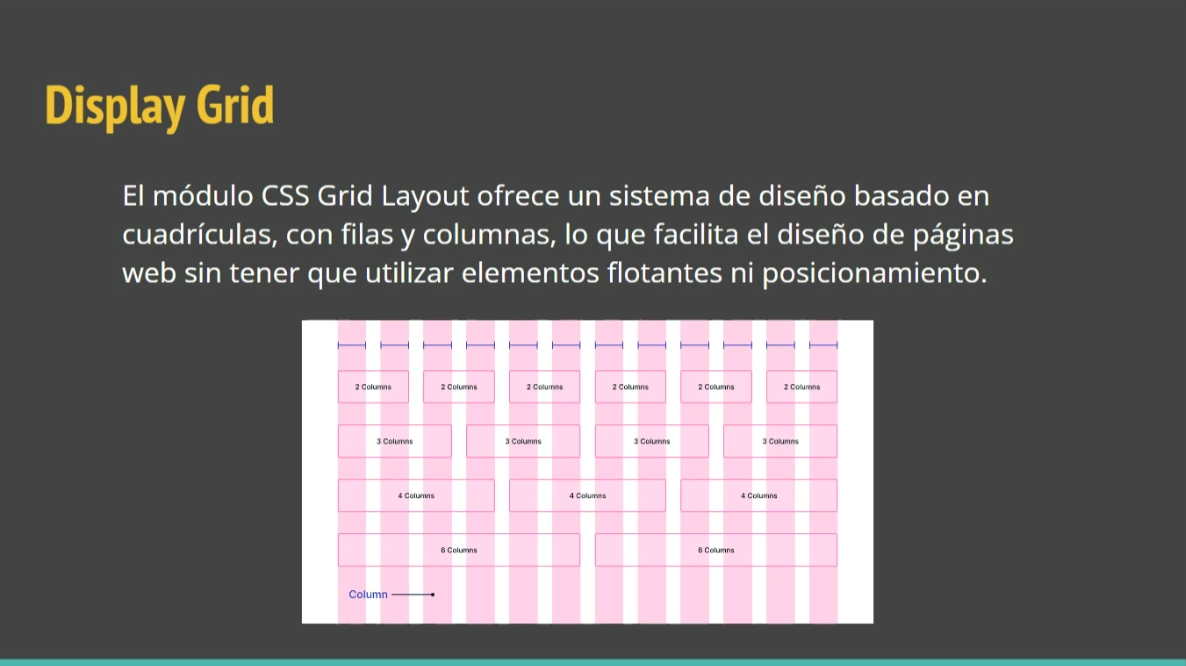 Display Grid
El módulo CSS Grid Layout ofrece un sistema de diseño basado en
cuadrículas, con filas y columnas, lo que facilita el diseño de páginas
web sin tener que utilizar elementos flotantes ni posicionamiento.
2 Columns 2 Columns 2 Columns 2 Columns 2 Columns 2 Columns
3 Columns 3 Columns 3 Columns 3 Columns
4 Columns 4 Columns 4 Columns
6 Columns 6 Columns
Column